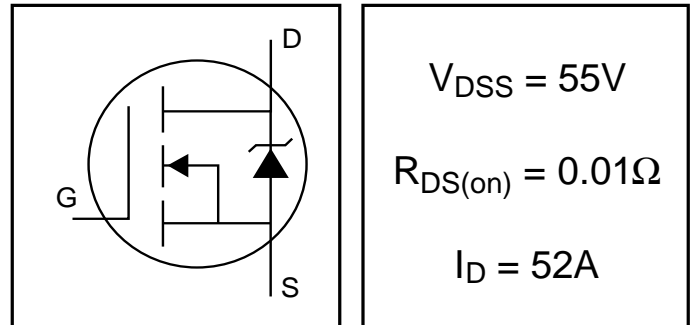 D
G
S
V_DSS = 55V
R_DS(on) = 0.01Ω
I_D = 52A